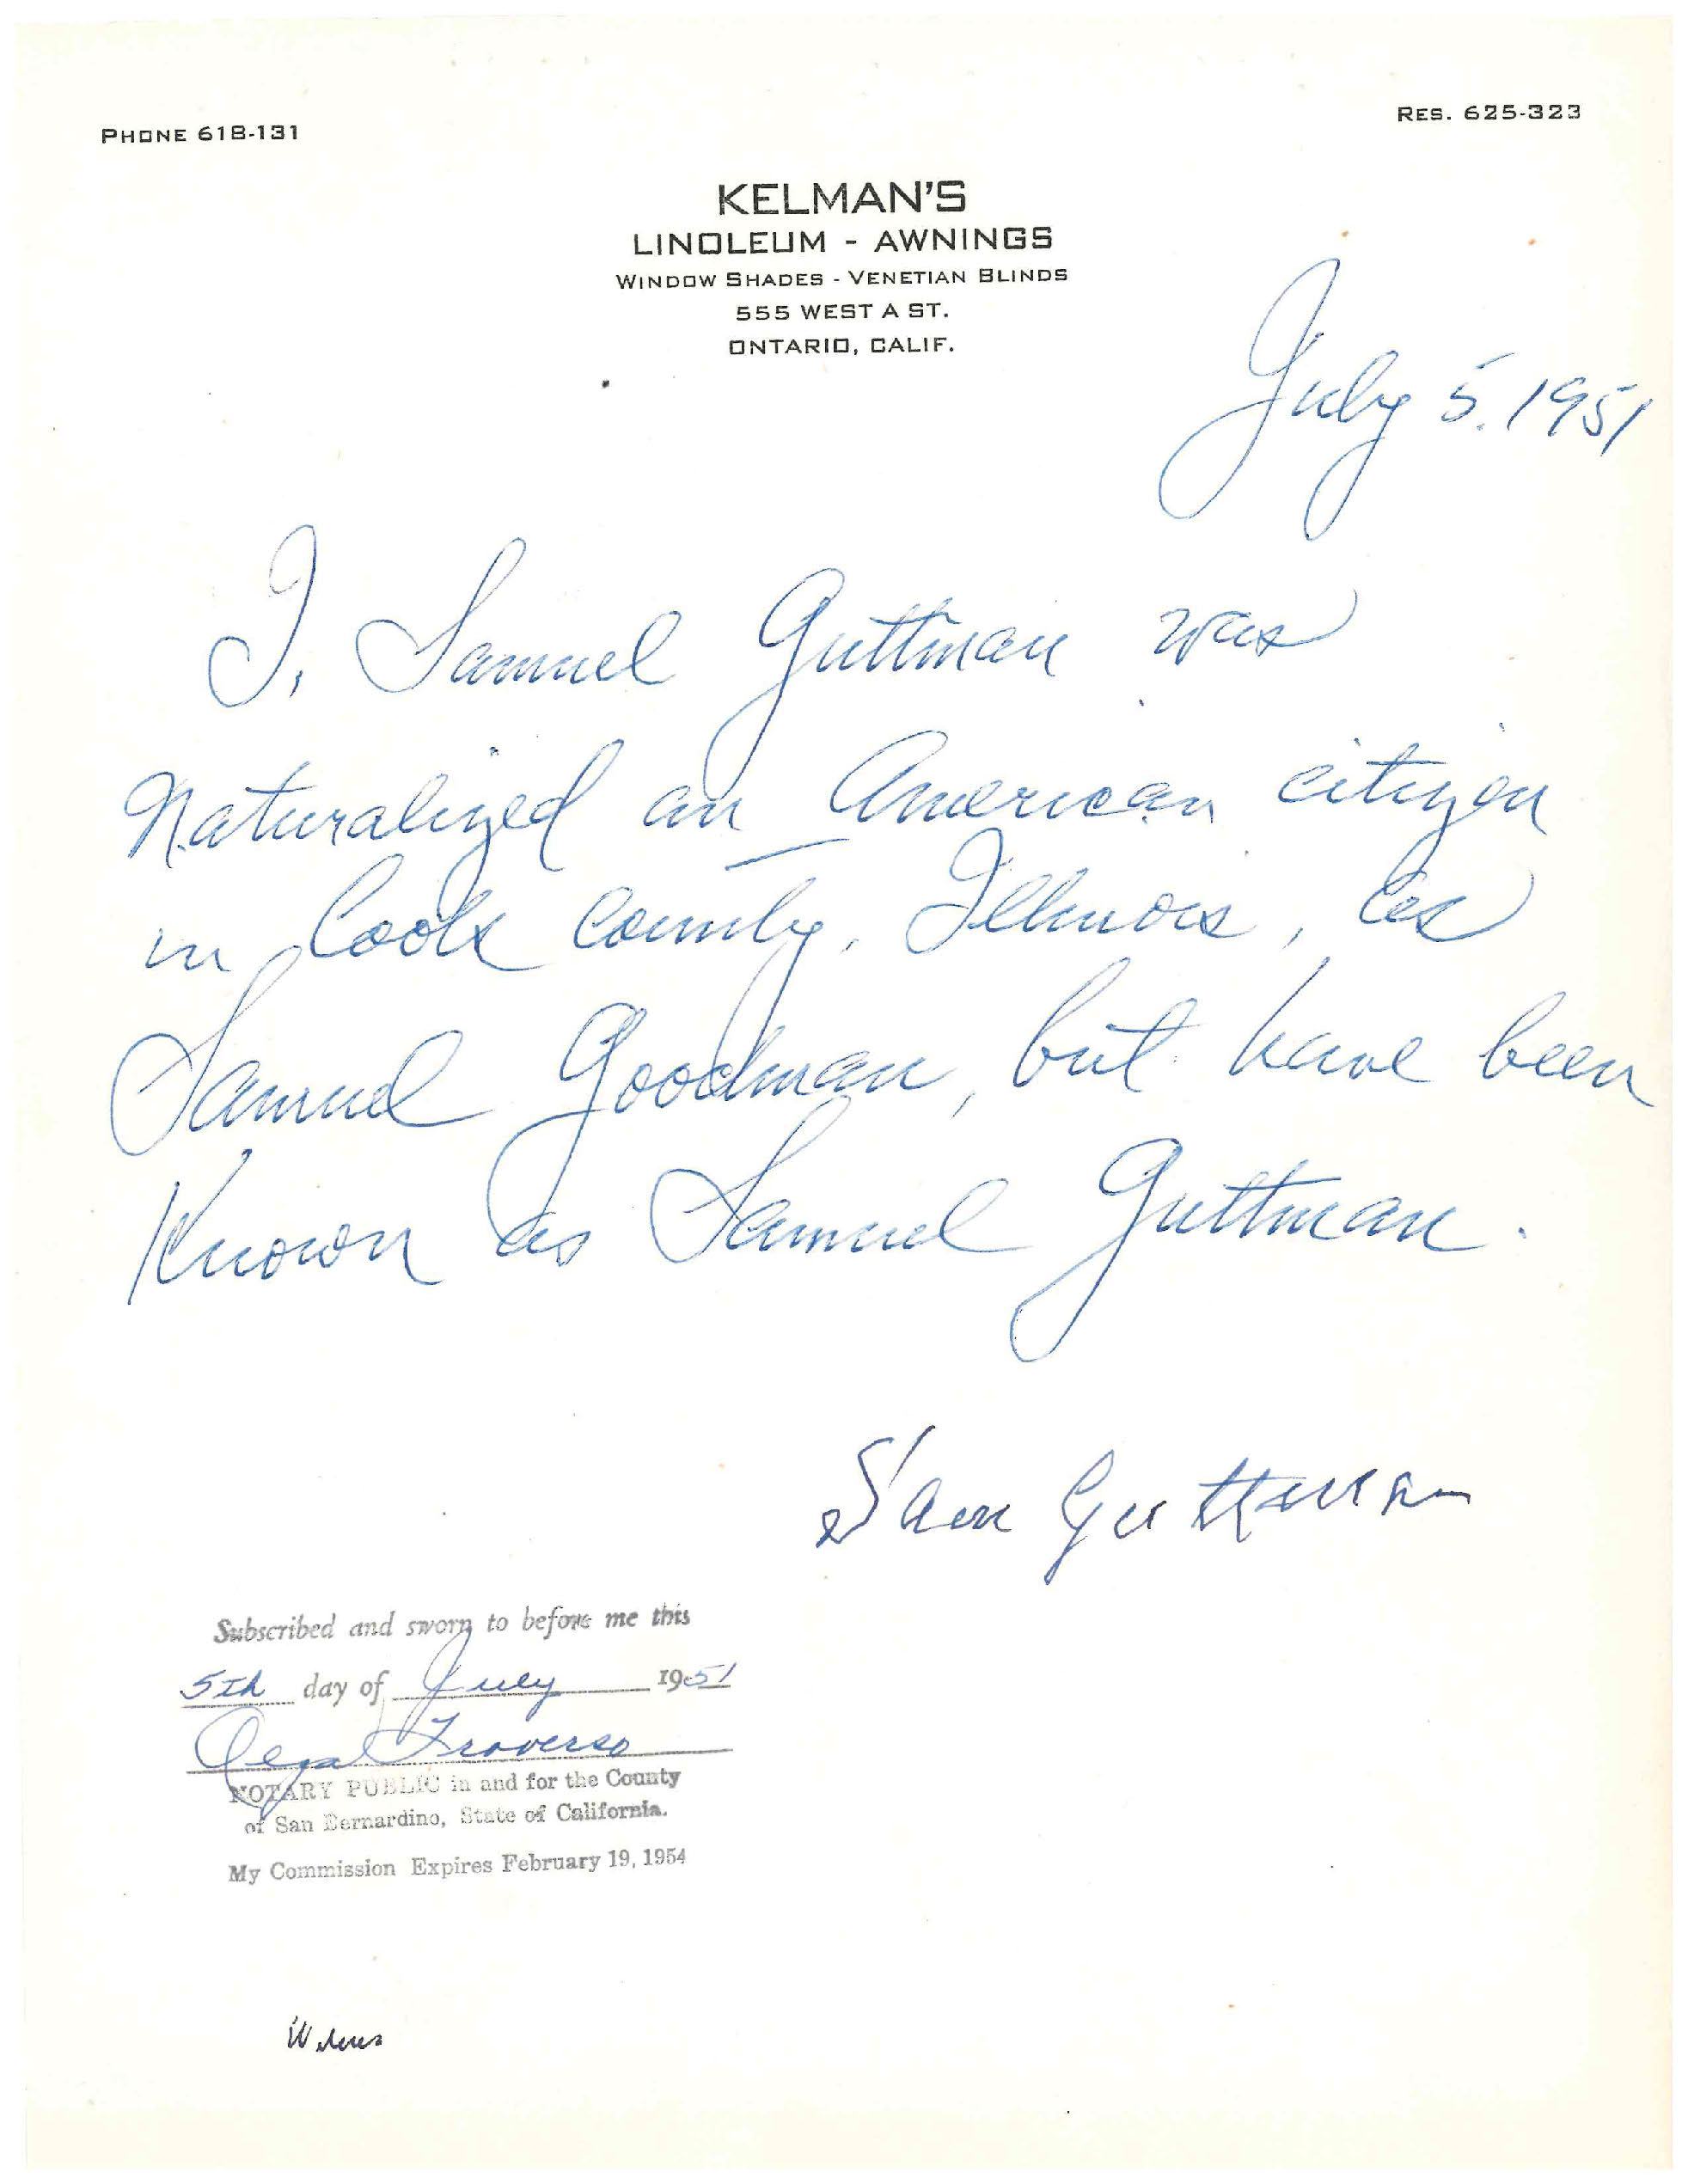 PHONE 618-131
RES. 625-323
KELMAN'S
LINOLEUM - AWNINGS
WINDOW SHADES - VENETIAN BLINDS
555 WEST A ST.
ONTARIO, CALIF.
July 5. 1951
I, Samuel Guttman was
Naturalized an American citizen
in Cook County, Illinois, as
Samuel Goodman, but have been
Known as Samuel Guttman.
Sam Guttman
Subscribed and sworn to before me this
5th day of July 1951
Traverso
NOTARY PUBLIC in and for the County
of San Bernardino, State of California.
My Commission Expires February 19, 1954